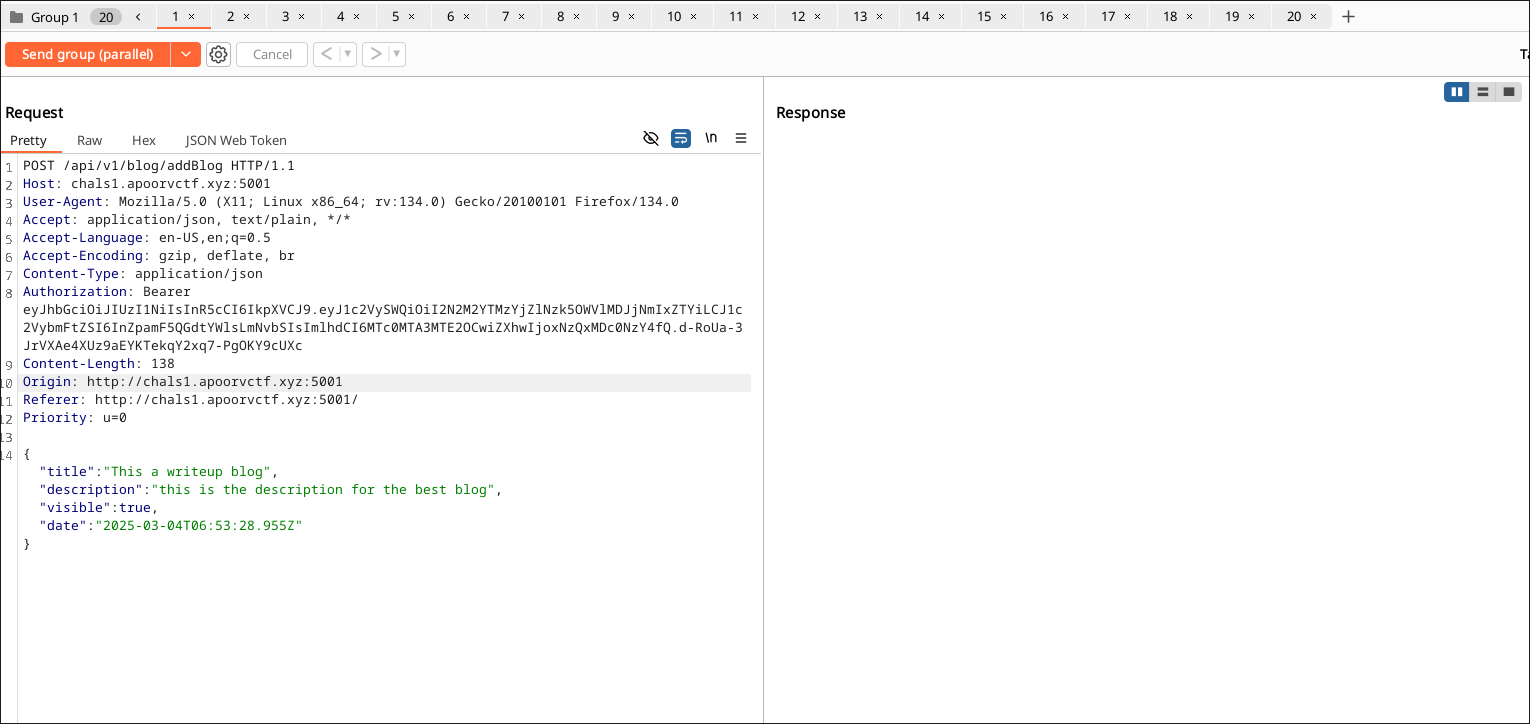 Group 1 20 1 2 3 4 5 6 7 8 9 10 11 12 13 14 15 16 17 18 19 20
Send group (parallel) Cancel
Request
Pretty Raw Hex JSON Web Token \n
1 POST /api/v1/blog/addBlog HTTP/1.1
2 Host: chals1.apoorvctf.xyz:5001
3 User-Agent: Mozilla/5.0 (X11; Linux x86_64; rv:134.0) Gecko/20100101 Firefox/134.0
4 Accept: application/json, text/plain, */*
5 Accept-Language: en-US,en;q=0.5
6 Accept-Encoding: gzip, deflate, br
7 Content-Type: application/json
8 Authorization: Bearer
eyJhbGciOiJIUzI1NiIsInR5cCI6IkpXVCJ9.eyJ1c2VySWQiOiI2N2M2YTMzYjZlNzk5OWVlMDJjNmIxZTYiLCJ1c
2VybmFtZSI6InZpamF5QGdtYWlsLmNvbSIsImlhdCI6MTc0MTA3MTE2OCwiZXhwIjoxNzQxMDc0NzY4fQ.d-RoUa-3
JrVXAe4XUz9aEYKTekqY2xq7-PgOKY9cUXc
9 Content-Length: 138
10 Origin: http://chals1.apoorvctf.xyz:5001
11 Referer: http://chals1.apoorvctf.xyz:5001/
12 Priority: u=0
13
14 {
"title":"This a writeup blog",
"description":"this is the description for the best blog",
"visible":true,
"date":"2025-03-04T06:53:28.955Z"
}
Response